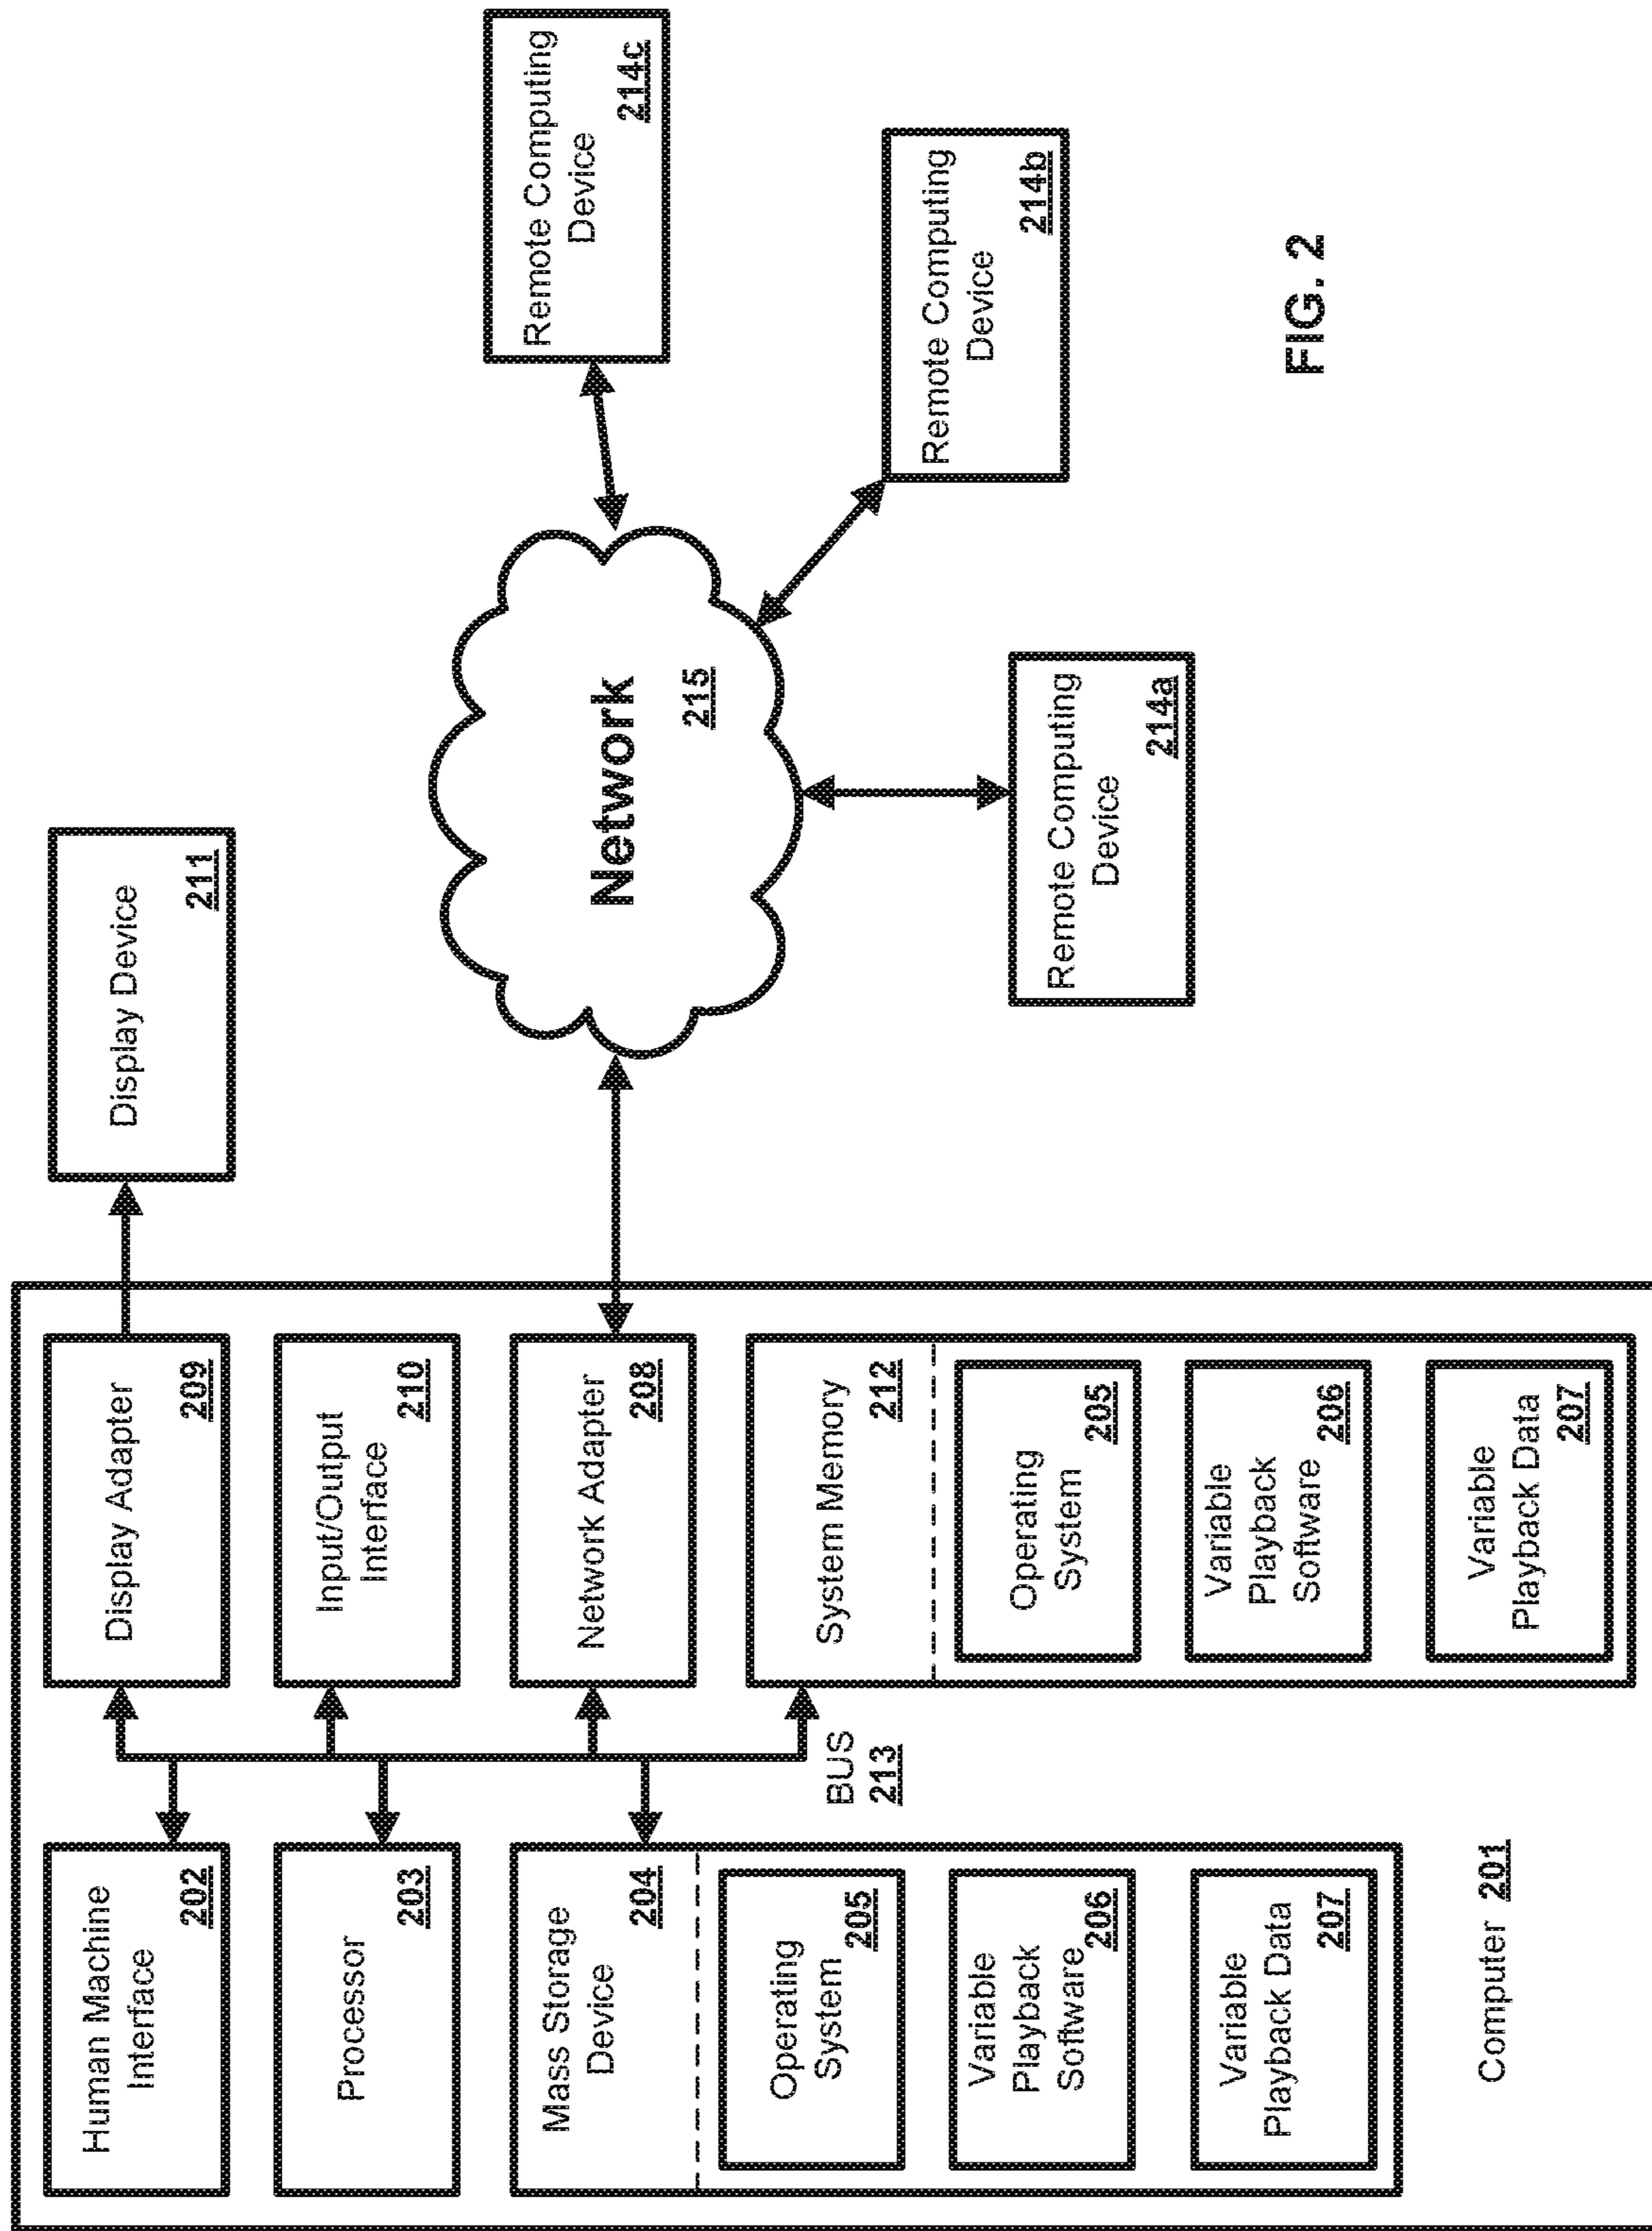 Human Machine
Interface
202
Processor
203
Mass Storage
Device
204
Operating
System
205
Variable
Playback
Software
206
Variable
Playback Data
207
Computer 201
BUS
213
Display Adapter
209
Input/Output
Interface
210
Network Adapter
208
System Memory
212
Operating
System
205
Variable
Playback
Software
206
Variable
Playback Data
207
Display Device
211
Network
215
Remote Computing
Device
214a
Remote Computing
Device
214b
Remote Computing
Device
214c
FIG. 2